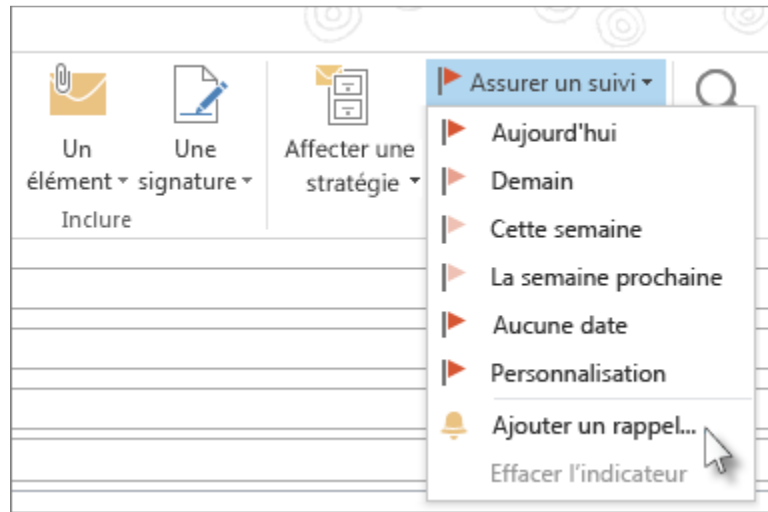 Assurer un suivi
Un
élément
Une
signature
Affecter une
stratégie
Inclure
Aujourd'hui
Demain
Cette semaine
La semaine prochaine
Aucune date
Personnalisation
Ajouter un rappel...
Effacer l’indicateur